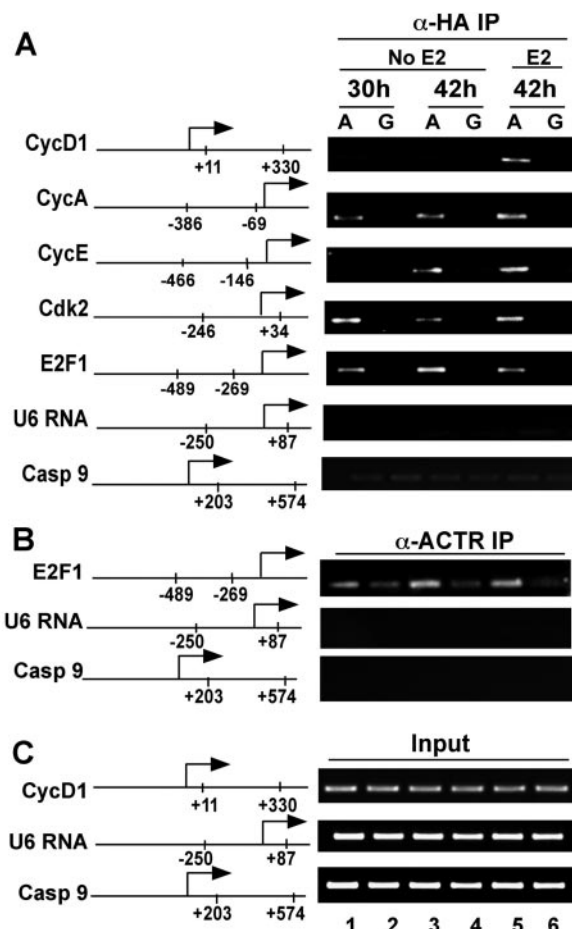 A
α-HA IP
No E2 E2
30h 42h 42h
A G A G A G
CycD1
+11 +330
CycA
-386 -69
CycE
-466 -146
Cdk2
-246 +34
E2F1
-489 -269
U6 RNA
-250 +87
Casp 9
+203 +574
B
α-ACTR IP
E2F1
-489 -269
U6 RNA
-250 +87
Casp 9
+203 +574
C
Input
CycD1
+11 +330
U6 RNA
-250 +87
Casp 9
+203 +574
1 2 3 4 5 6